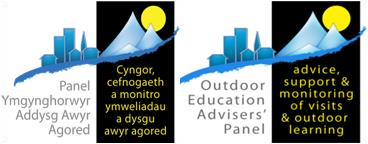 Panel
Ymgynghorwyr
Addysg Awyr
Agored
Cyngor,
cefnogaeth
a monitro
ymweliadau
a dysgu
awyr agored
Outdoor
Education
Advisers'
Panel
advice,
support &
monitoring
of visits
& outdoor
learning